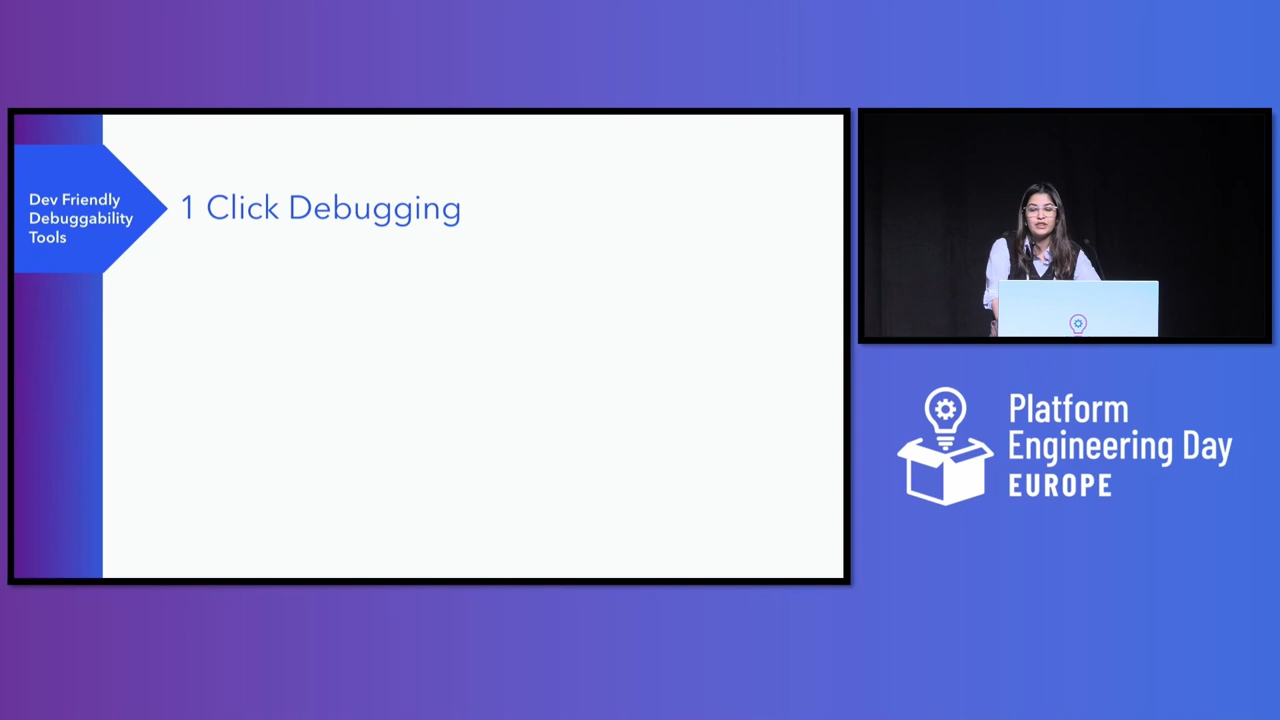 Dev Friendly
Debuggability
Tools
1 Click Debugging
Platform
Engineering Day
EUROPE